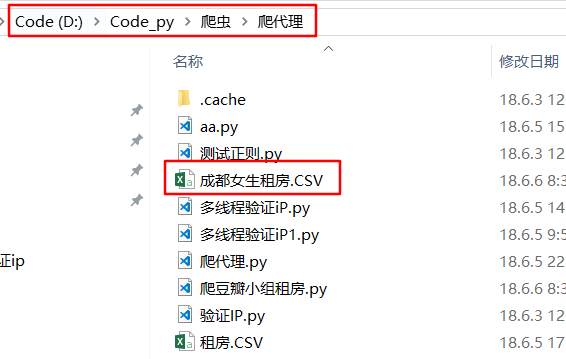 Code (D:) > Code_py > 爬虫 > 爬代理
名称 修改日期
.cache 18.6.3 12
aa.py 18.6.5 15
测试正则.py 18.6.3 12
成都女生租房.CSV 18.6.6 8:3
多线程验证iP.py 18.6.5 14
多线程验证iP1.py 18.6.5 9:5
证ip 爬代理.py 18.6.5 22
爬豆瓣小组租房.py 18.6.6 8:3
验证IP.py 18.6.3 12
租房.CSV 18.6.5 17